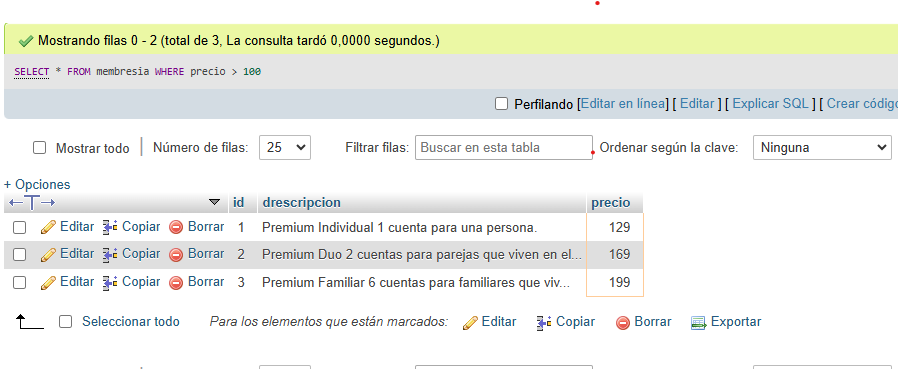 Mostrando filas 0 - 2 (total de 3, La consulta tardó 0,0000 segundos.)
SELECT * FROM membresia WHERE precio > 100
Perfilando [Editar en línea] [ Editar ] [ Explicar SQL ] [ Crear código
Mostrar todo | Número de filas: 25 Filtrar filas: Buscar en esta tabla Ordenar según la clave: Ninguna
+ Opciones
←T→ id drescripcion precio
Editar Copiar Borrar 1 Premium Individual 1 cuenta para una persona. 129
Editar Copiar Borrar 2 Premium Duo 2 cuentas para parejas que viven en el... 169
Editar Copiar Borrar 3 Premium Familiar 6 cuentas para familiares que viv... 199
Seleccionar todo Para los elementos que están marcados: Editar Copiar Borrar Exportar